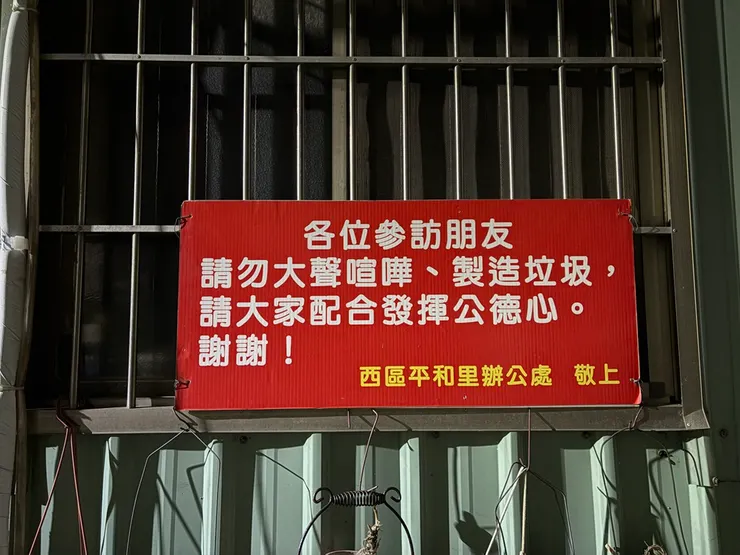 各位參訪朋友
請勿大聲喧嘩、製造垃圾，
請大家配合發揮公德心。
謝謝！
西區平和里辦公處 敬上